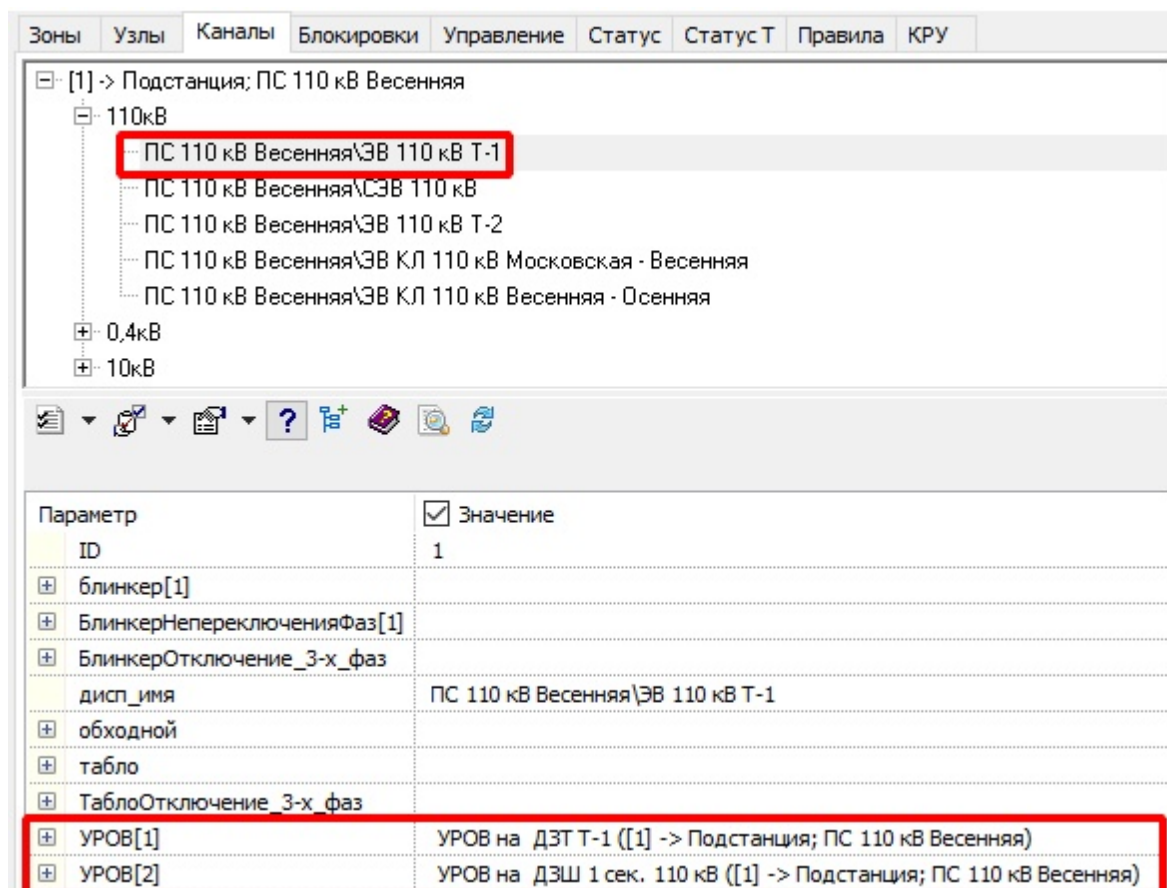 Зоны Узлы Каналы Блокировки Управление Статус Статус Т Правила КРУ
[1] -> Подстанция; ПС 110 кВ Весенняя
110кВ
ПС 110 кВ Весенняя\ЭВ 110 кВ Т-1
ПС 110 кВ Весенняя\СЭВ 110 кВ
ПС 110 кВ Весенняя\ЭВ 110 кВ Т-2
ПС 110 кВ Весенняя\ЭВ КЛ 110 кВ Московская - Весенняя
ПС 110 кВ Весенняя\ЭВ КЛ 110 кВ Весенняя - Осенняя
0,4кВ
10кВ
?
Параметр Значение
ID 1
блинкер[1]
БлинкерНепереключенияФаз[1]
БлинкерОтключение_3-х_фаз
дисп_имя ПС 110 кВ Весенняя\ЭВ 110 кВ Т-1
обходной
табло
ТаблоОтключение_3-х_фаз
УРОВ[1] УРОВ на ДЗТ Т-1 ([1] -> Подстанция; ПС 110 кВ Весенняя)
УРОВ[2] УРОВ на ДЗШ 1 сек. 110 кВ ([1] -> Подстанция; ПС 110 кВ Весенняя)